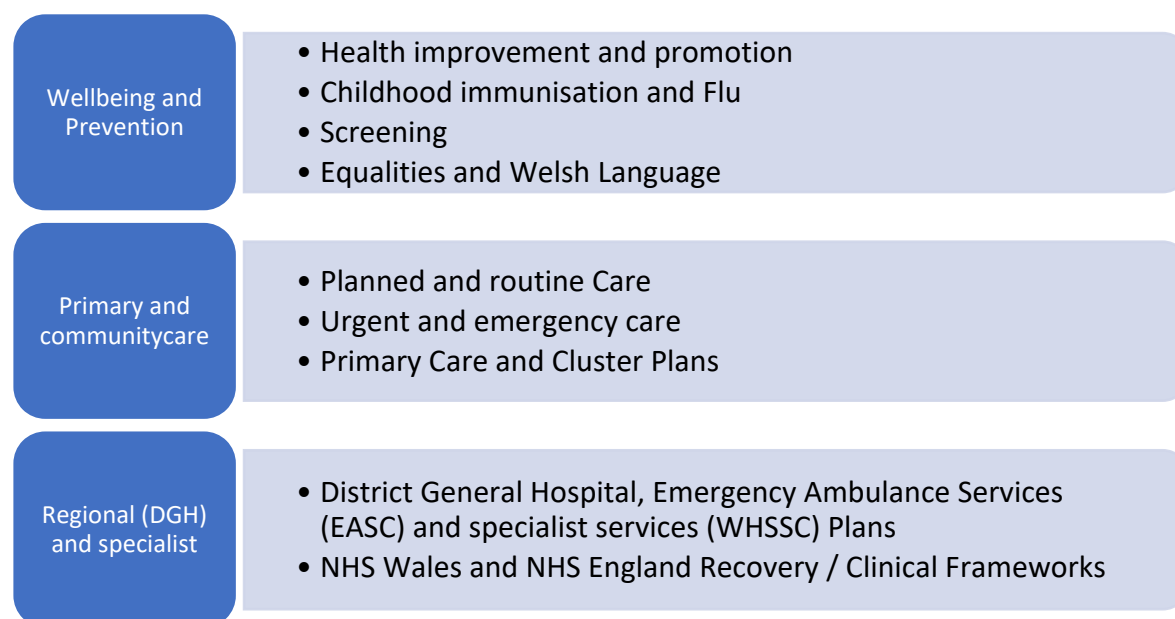 Wellbeing and
Prevention
• Health improvement and promotion
• Childhood immunisation and Flu
• Screening
• Equalities and Welsh Language
Primary and
communitycare
• Planned and routine Care
• Urgent and emergency care
• Primary Care and Cluster Plans
Regional (DGH)
and specialist
• District General Hospital, Emergency Ambulance Services
(EASC) and specialist services (WHSSC) Plans
• NHS Wales and NHS England Recovery / Clinical Frameworks